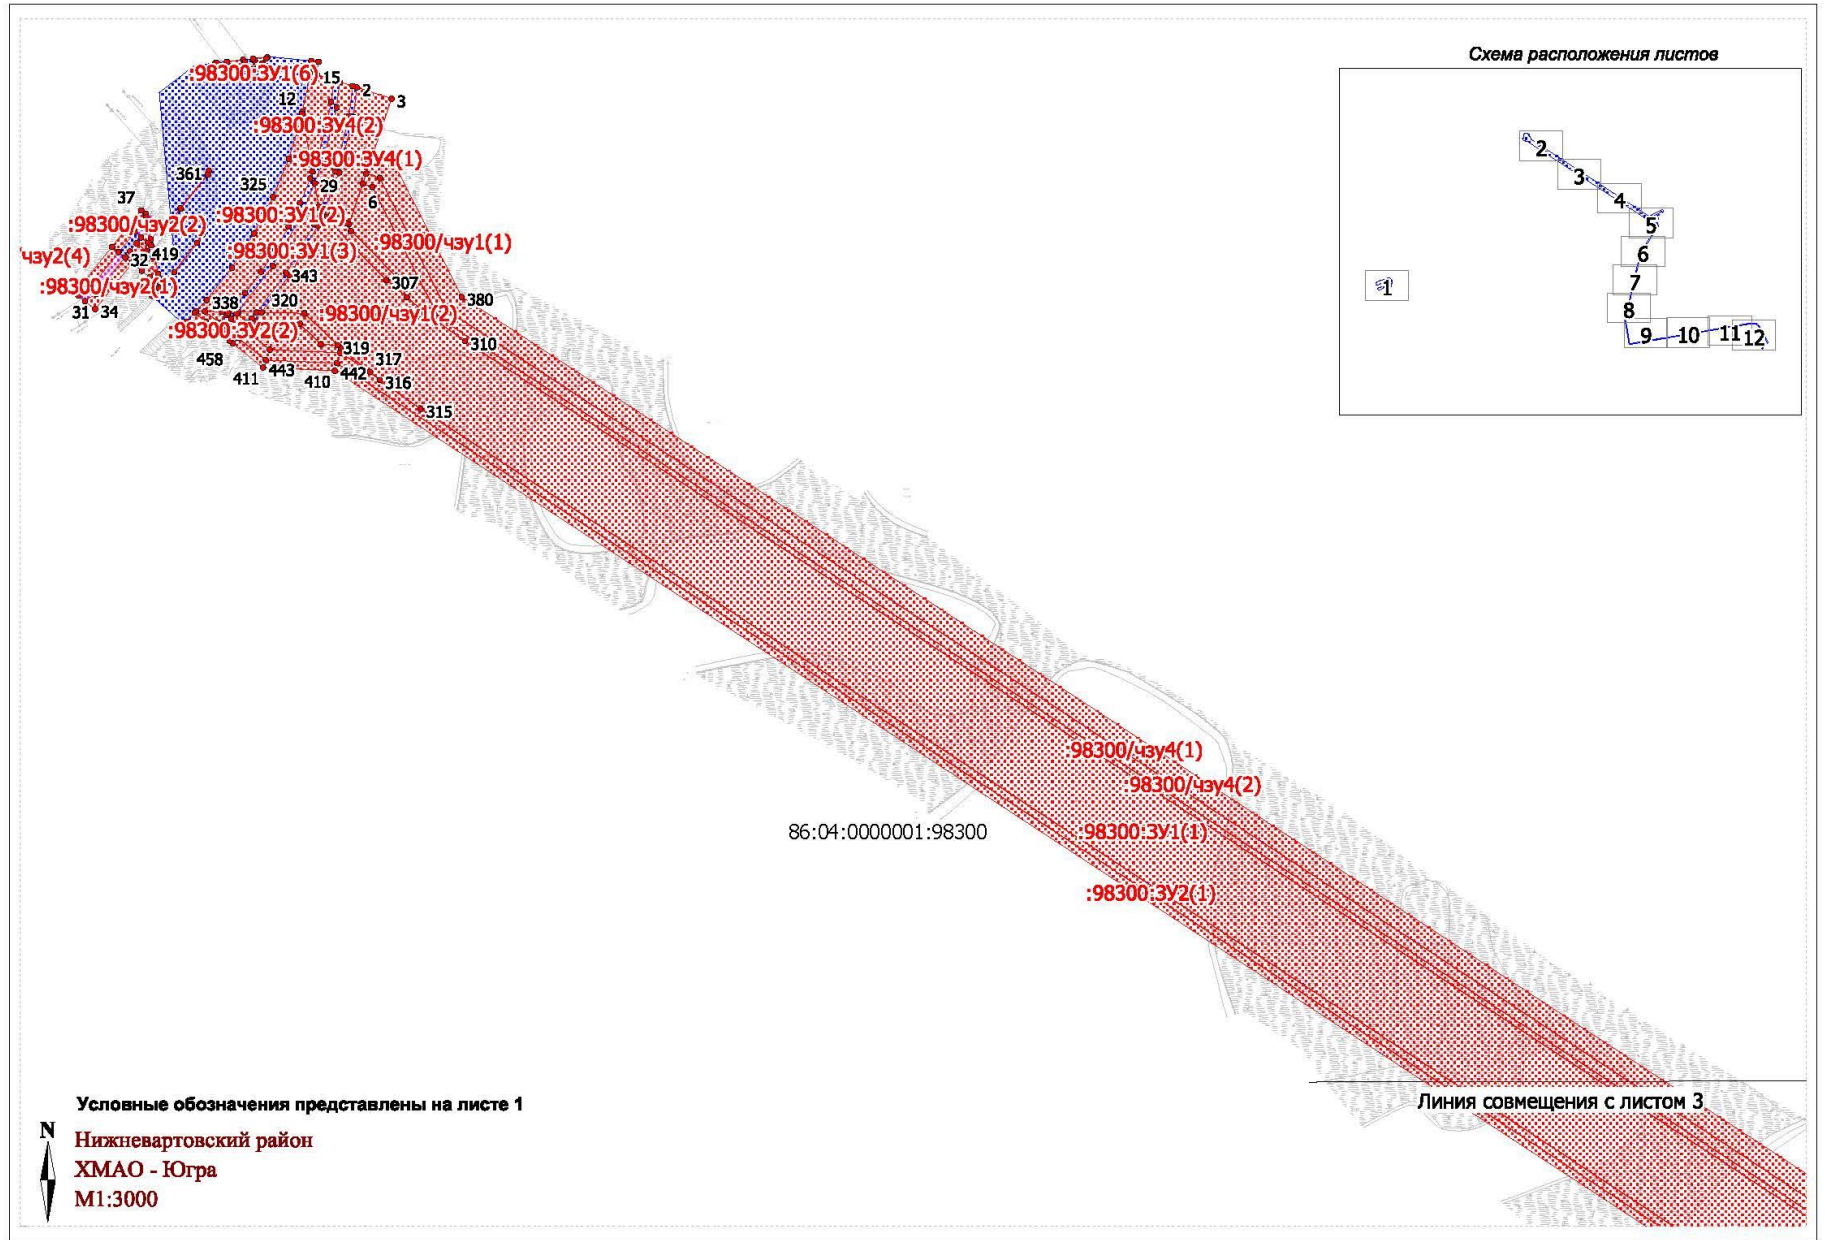 Схема расположения листов
1
2
3
4
5
6
7
8
9
10
11
12
:98300:ЗУ1(6)
15
2
3
12
:98300:ЗУ4(2)
:98300:ЗУ4(1)
361
325
29
6
37
:98300:ЗУ1(2)
:98300/чзу2(2)
:98300/чзу1(1)
чзу2(4)
32
419
:98300:ЗУ1(3)
343
307
:98300/чзу2(1)
31
34
338
320
380
:98300/чзу1(2)
:98300:ЗУ2(2)
310
319
458
317
443
442
411
410
316
315
:98300/чзу4(1)
:98300/чзу4(2)
86:04:0000001:98300
:98300:ЗУ1(1)
:98300:ЗУ2(1)
Линия совмещения с листом 3
Условные обозначения представлены на листе 1
N
Нижневартовский район
ХМАО - Югра
М1:3000